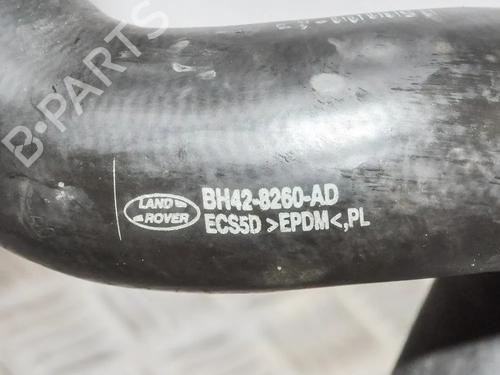 B-PARTS
LAND
ROVER
BH42-8260-AD
ECS5D >EPDM<,PL